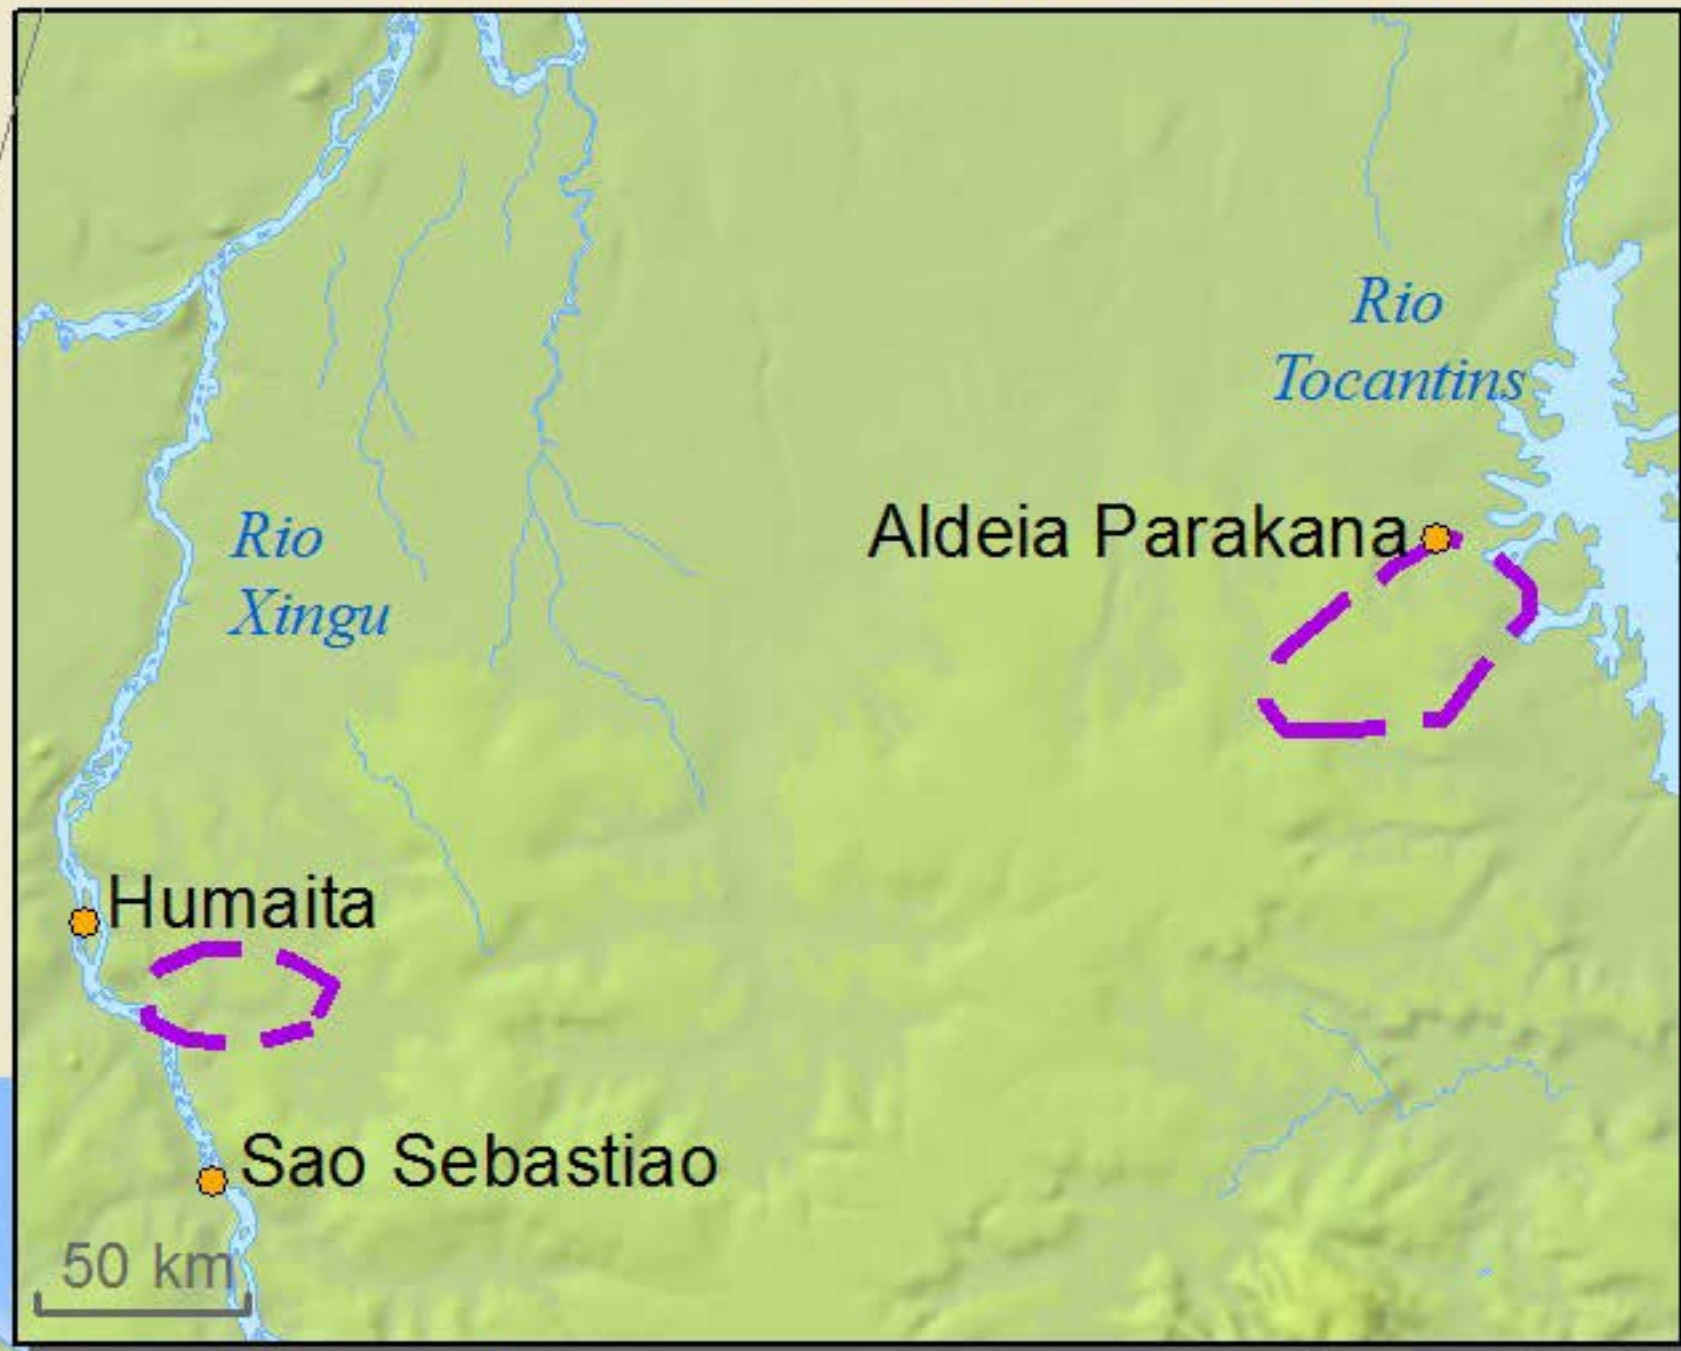 Rio
Tocantins
Rio
Xingu
Aldeia Parakana
Humaita
Sao Sebastiao
50 km